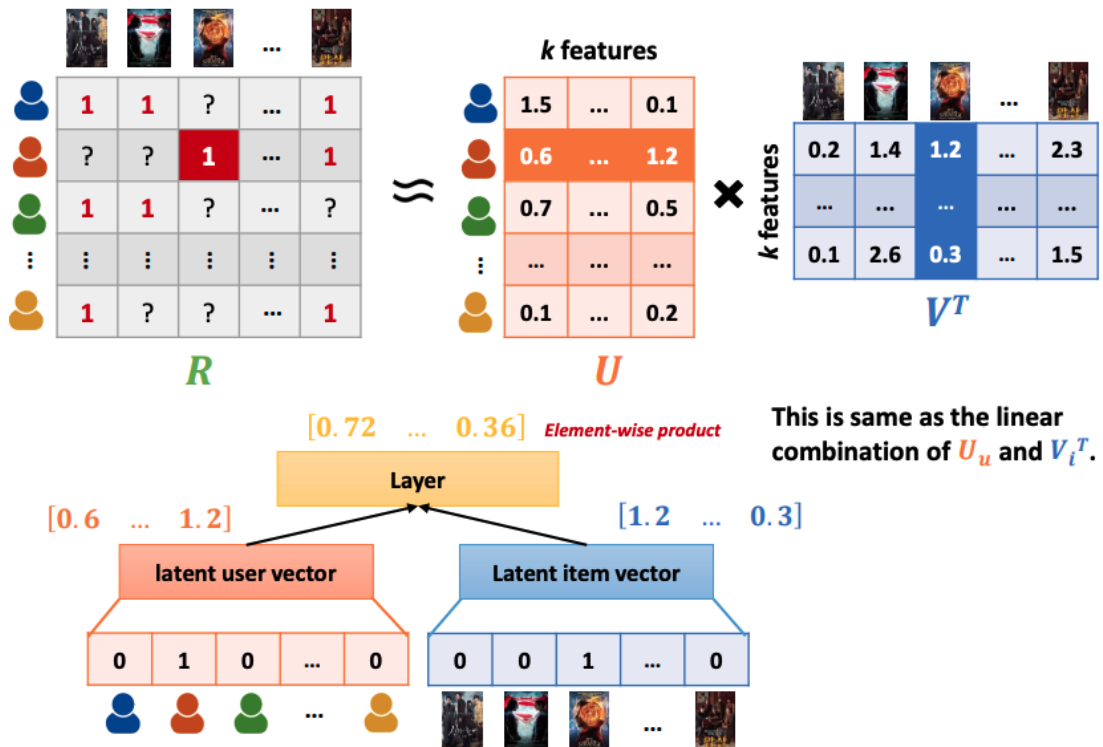 ...
k features
...
1 1 ? ... 1
? ? 1 ... 1
1 1 ? ... ?
⋮ ⋮ ⋮ ⋮ ⋮ ⋮
1 ? ? ... 1
R
≈
1.5 ... 0.1
0.6 ... 1.2
0.7 ... 0.5
⋮ ... ... ...
0.1 ... 0.2
U
×
k features
0.2 1.4 1.2 ... 2.3
... ... ... ... ...
0.1 2.6 0.3 ... 1.5
V^T
[0.72 ... 0.36] Element-wise product
Layer
This is same as the linear
combination of U_u and V_i^T.
[0.6 ... 1.2]
[1.2 ... 0.3]
latent user vector
Latent item vector
0 1 0 ... 0
0 0 1 ... 0
...
...